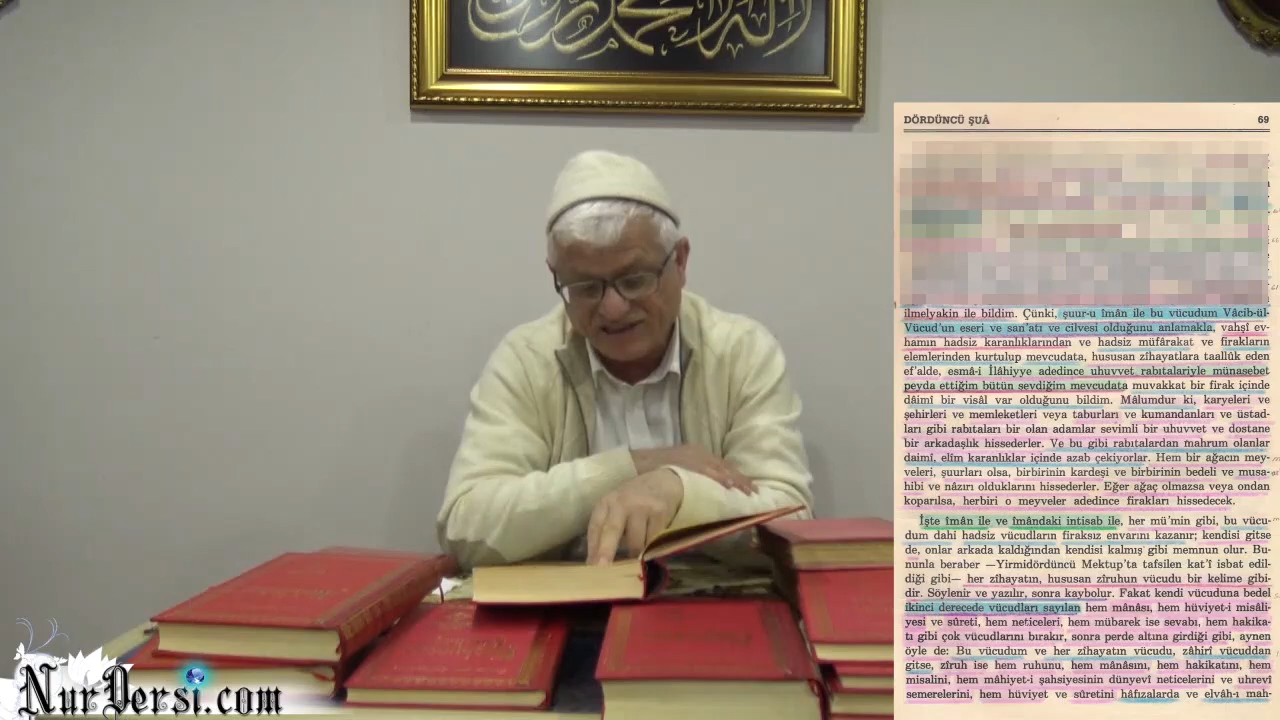 DÖRDÜNCÜ ŞUÂ 69
ilmelyakin ile bildim. Çünki, şuur-u îmân ile bu vücudum Vâcib-ül-
Vücud'un eseri ve san'atı ve cilvesi olduğunu anlamakla, vahşî ev-
hamın hadsiz karanlıklarından ve hadsiz müfârakat ve firakların
elemlerinden kurtulup mevcudata, hususan zîhayatlara taallûk eden
ef'alde, esmâ-i İlâhiyye adedince uhuvvet rabıtalariyle münasebet
peyda ettiğim bütün sevdiğim mevcudata muvakkat bir firak içinde
dâimî bir visâl var olduğunu bildim. Mâlumdur ki, karyeleri ve
şehirleri ve memleketleri veya taburları ve kumandanları ve üstad-
ları gibi rabıtaları bir olan adamlar sevimli bir uhuvvet ve dostane
bir arkadaşlık hissederler. Ve bu gibi rabıtalardan mahrum olanlar
daimî, elîm karanlıklar içinde azab çekiyorlar. Hem bir ağacın mey-
veleri, şuurları olsa, birbirinin kardeşi ve birbirinin bedeli ve musa-
hibi ve nâzırı olduklarını hissederler. Eğer ağaç olmazsa veya ondan
koparılsa, herbiri o meyveler adedince firakları hissedecek.
İşte îmân ile ve îmândaki intisab ile, her mü'min gibi, bu vücu-
dum dahi hadsiz vücudların firaksız envarını kazanır; kendisi gitse
de, onlar arkada kaldığından kendisi kalmış gibi memnun olur. Bu-
nunla beraber —Yirmidördüncü Mektup'ta tafsilen kat'î isbat edil-
diği gibi— her zîhayatın, hususan zîruhun vücudu bir kelime gibi-
dir. Söylenir ve yazılır, sonra kaybolur. Fakat kendi vücuduna bedel
ikinci derecede vücudları sayılan hem mânâsı, hem hüviyet-i misâli-
yesi ve sûreti, hem neticeleri, hem mübarek ise sevabı, hem hakika-
tı gibi çok vücudlarını bırakır, sonra perde altına girdiği gibi, aynen
öyle de: Bu vücudum ve her zîhayatın vücudu, zâhirî vücuddan
gitse, zîruh ise hem ruhunu, hem mânâsını, hem hakikatını, hem
misalini, hem mâhiyet-i şahsiyesinin dünyevî neticelerini ve uhrevî
semerelerini, hem hüviyet ve sûretini hâfızalarda ve elvâh-ı mah-
NurDersi.com